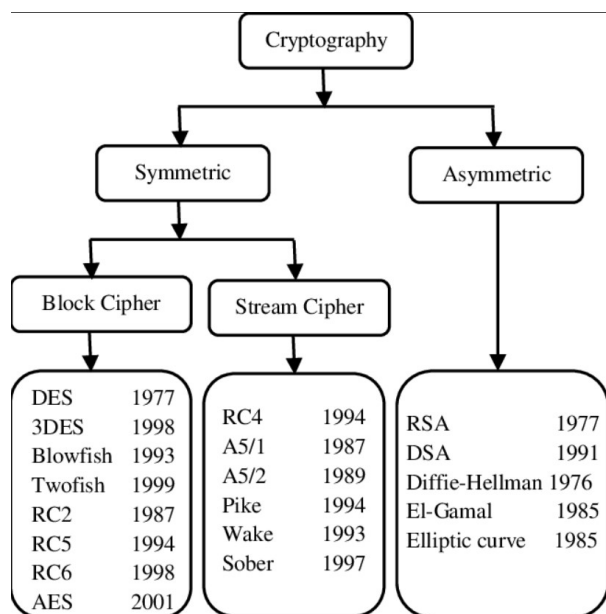 Cryptography
Symmetric
Asymmetric
Block Cipher
Stream Cipher
DES 1977
3DES 1998
Blowfish 1993
Twofish 1999
RC2 1987
RC5 1994
RC6 1998
AES 2001
RC4 1994
A5/1 1987
A5/2 1989
Pike 1994
Wake 1993
Sober 1997
RSA 1977
DSA 1991
Diffie-Hellman 1976
El-Gamal 1985
Elliptic curve 1985